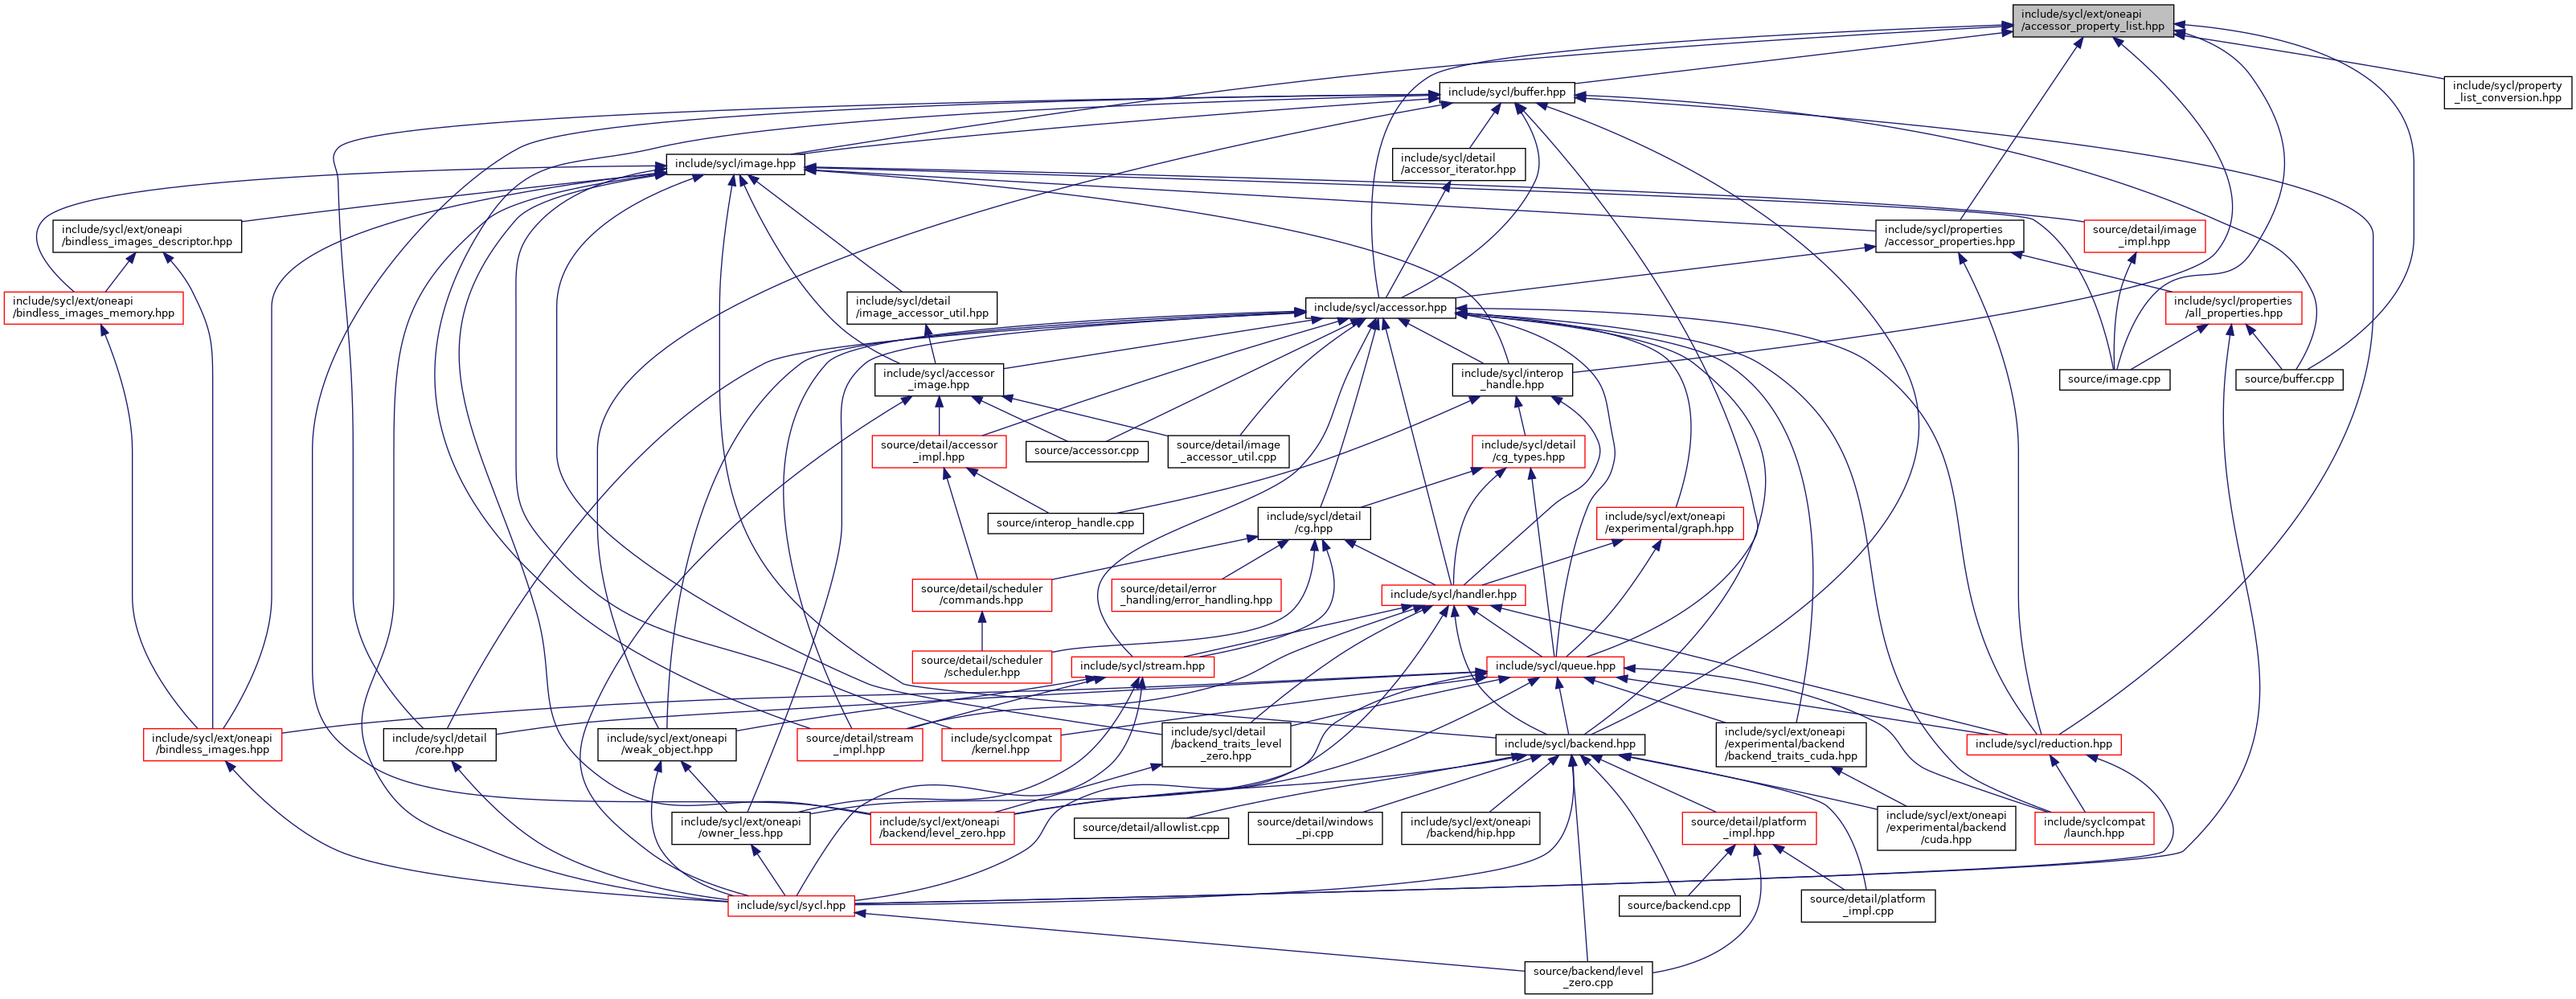 include/sycl/ext/oneapi
/accessor_property_list.hpp
include/sycl/property
_list_conversion.hpp
include/sycl/buffer.hpp
include/sycl/image.hpp
include/sycl/detail
/accessor_iterator.hpp
include/sycl/ext/oneapi
/bindless_images_descriptor.hpp
include/sycl/properties
/accessor_properties.hpp
source/detail/image
_impl.hpp
include/sycl/ext/oneapi
/bindless_images_memory.hpp
include/sycl/detail
/image_accessor_util.hpp
include/sycl/accessor.hpp
include/sycl/properties
/all_properties.hpp
include/sycl/accessor
_image.hpp
include/sycl/interop
_handle.hpp
source/image.cpp
source/buffer.cpp
source/detail/accessor
_impl.hpp
source/accessor.cpp
source/detail/image
_accessor_util.cpp
include/sycl/detail
/cg_types.hpp
source/interop_handle.cpp
include/sycl/detail
/cg.hpp
include/sycl/ext/oneapi
/experimental/graph.hpp
source/detail/scheduler
/commands.hpp
source/detail/error
_handling/error_handling.hpp
include/sycl/handler.hpp
source/detail/scheduler
/scheduler.hpp
include/sycl/stream.hpp
include/sycl/queue.hpp
include/sycl/ext/oneapi
/bindless_images.hpp
include/sycl/detail
/core.hpp
include/sycl/ext/oneapi
/weak_object.hpp
source/detail/stream
_impl.hpp
include/syclcompat
/kernel.hpp
include/sycl/detail
/backend_traits_level
_zero.hpp
include/sycl/backend.hpp
include/sycl/ext/oneapi
/experimental/backend
/backend_traits_cuda.hpp
include/sycl/reduction.hpp
include/sycl/ext/oneapi
/owner_less.hpp
include/sycl/ext/oneapi
/backend/level_zero.hpp
source/detail/allowlist.cpp
source/detail/windows
_pi.cpp
include/sycl/ext/oneapi
/backend/hip.hpp
source/detail/platform
_impl.hpp
include/sycl/ext/oneapi
/experimental/backend
/cuda.hpp
include/syclcompat
/launch.hpp
include/sycl/sycl.hpp
source/backend.cpp
source/detail/platform
_impl.cpp
source/backend/level
_zero.cpp